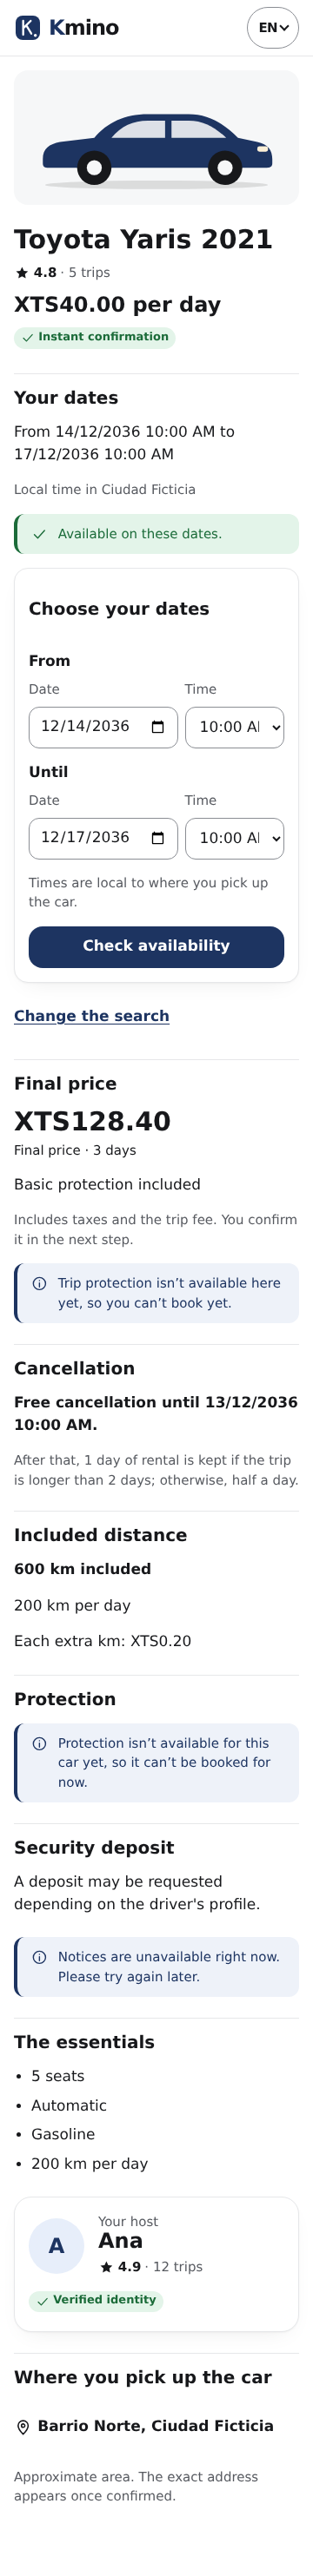 K Kmino
EN
Toyota Yaris 2021
★ 4.8 · 5 trips
XTS40.00 per day
Instant confirmation
Your dates
From 14/12/2036 10:00 AM to
17/12/2036 10:00 AM
Local time in Ciudad Ficticia
Available on these dates.
Choose your dates
From
Date Time
12/14/2036 10:00 AM
Until
Date Time
12/17/2036 10:00 AM
Times are local to where you pick up
the car.
Check availability
Change the search
Final price
XTS128.40
Final price · 3 days
Basic protection included
Includes taxes and the trip fee. You confirm
it in the next step.
Trip protection isn’t available here
yet, so you can’t book yet.
Cancellation
Free cancellation until 13/12/2036
10:00 AM.
After that, 1 day of rental is kept if the trip
is longer than 2 days; otherwise, half a day.
Included distance
600 km included
200 km per day
Each extra km: XTS0.20
Protection
Protection isn’t available for this
car yet, so it can’t be booked for
now.
Security deposit
A deposit may be requested
depending on the driver's profile.
Notices are unavailable right now.
Please try again later.
The essentials
• 5 seats
• Automatic
• Gasoline
• 200 km per day
A
Your host
Ana
★ 4.9 · 12 trips
Verified identity
Where you pick up the car
Barrio Norte, Ciudad Ficticia
Approximate area. The exact address
appears once confirmed.